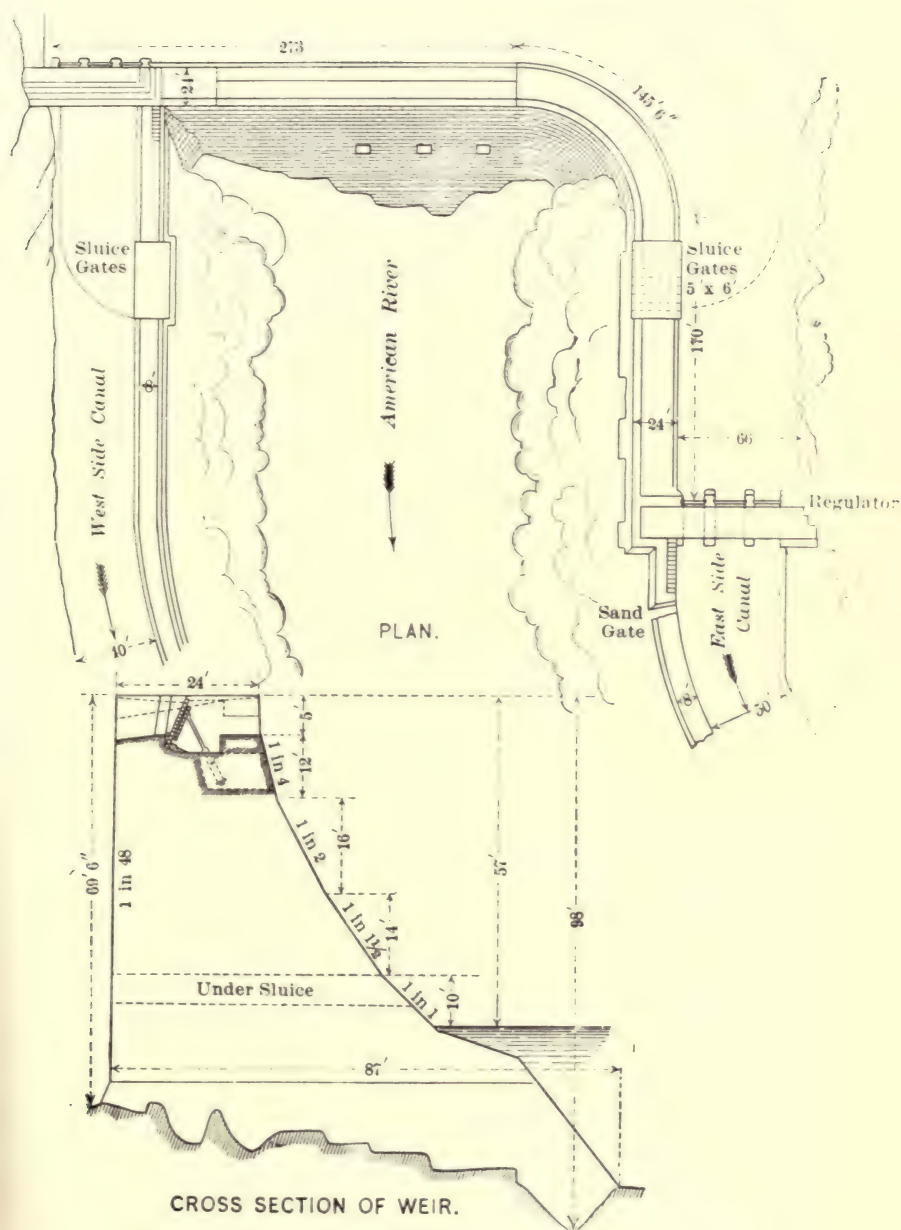 273
24'
145' 6"
Sluice
Gates
Sluice
Gates
5' x 6'
170'
American River
West Side Canal
8'
24'
66
Regulator
Sand
Gate
East Side
Canal
PLAN.
10'
24'
8'
30'
5'
12'
1 in 4
1 in 2
16'
69' 6"
1 in 48
57'
98'
1 in 1½
14'
Under Sluice
1 in 1
10'
87'
CROSS SECTION OF WEIR.